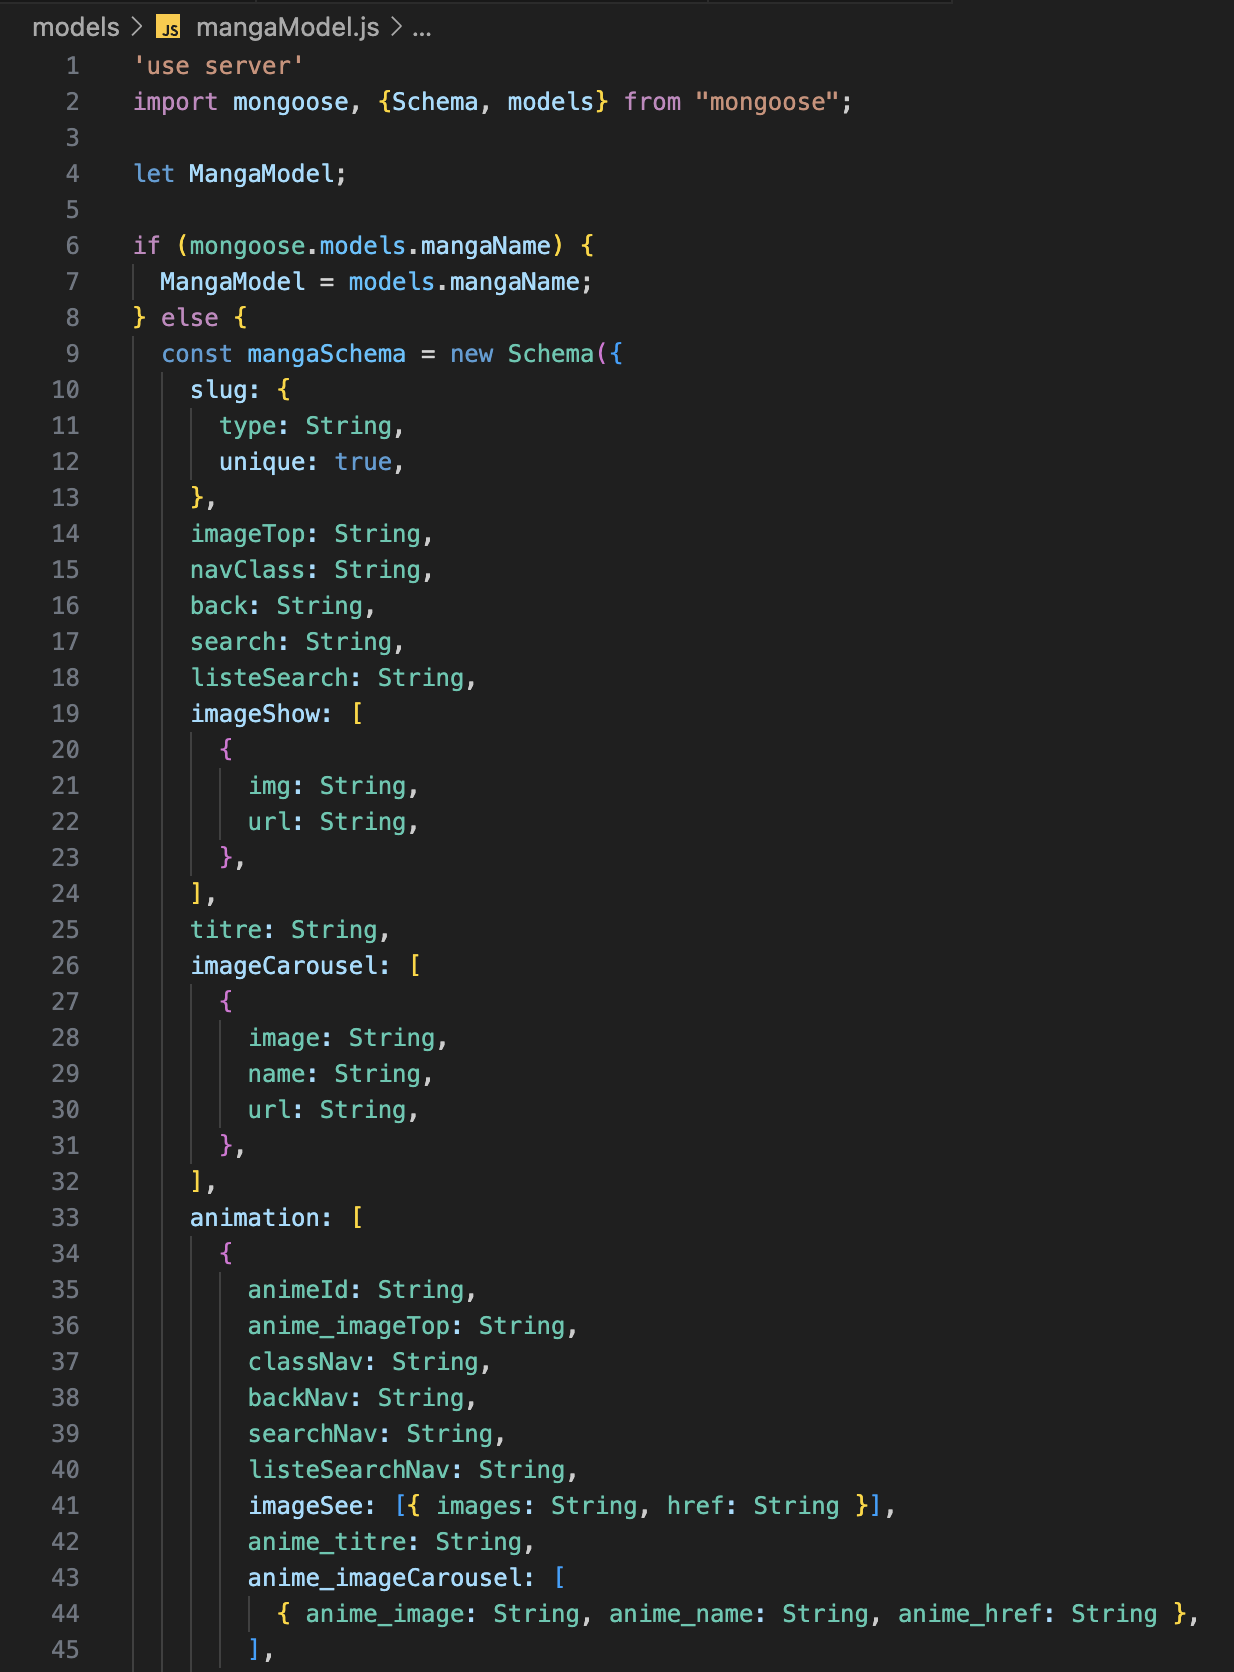 models > JS mangaModel.js > ...
1 'use server'
2 import mongoose, {Schema, models} from "mongoose";
3
4 let MangaModel;
5
6 if (mongoose.models.mangaName) {
7   MangaModel = models.mangaName;
8 } else {
9   const mangaSchema = new Schema({
10     slug: {
11       type: String,
12       unique: true,
13     },
14     imageTop: String,
15     navClass: String,
16     back: String,
17     search: String,
18     listeSearch: String,
19     imageShow: [
20       {
21         img: String,
22         url: String,
23       },
24     ],
25     titre: String,
26     imageCarousel: [
27       {
28         image: String,
29         name: String,
30         url: String,
31       },
32     ],
33     animation: [
34       {
35         animeId: String,
36         anime_imageTop: String,
37         classNav: String,
38         backNav: String,
39         searchNav: String,
40         listeSearchNav: String,
41         imageSee: [{ images: String, href: String }],
42         anime_titre: String,
43         anime_imageCarousel: [
44           { anime_image: String, anime_name: String, anime_href: String },
45         ],